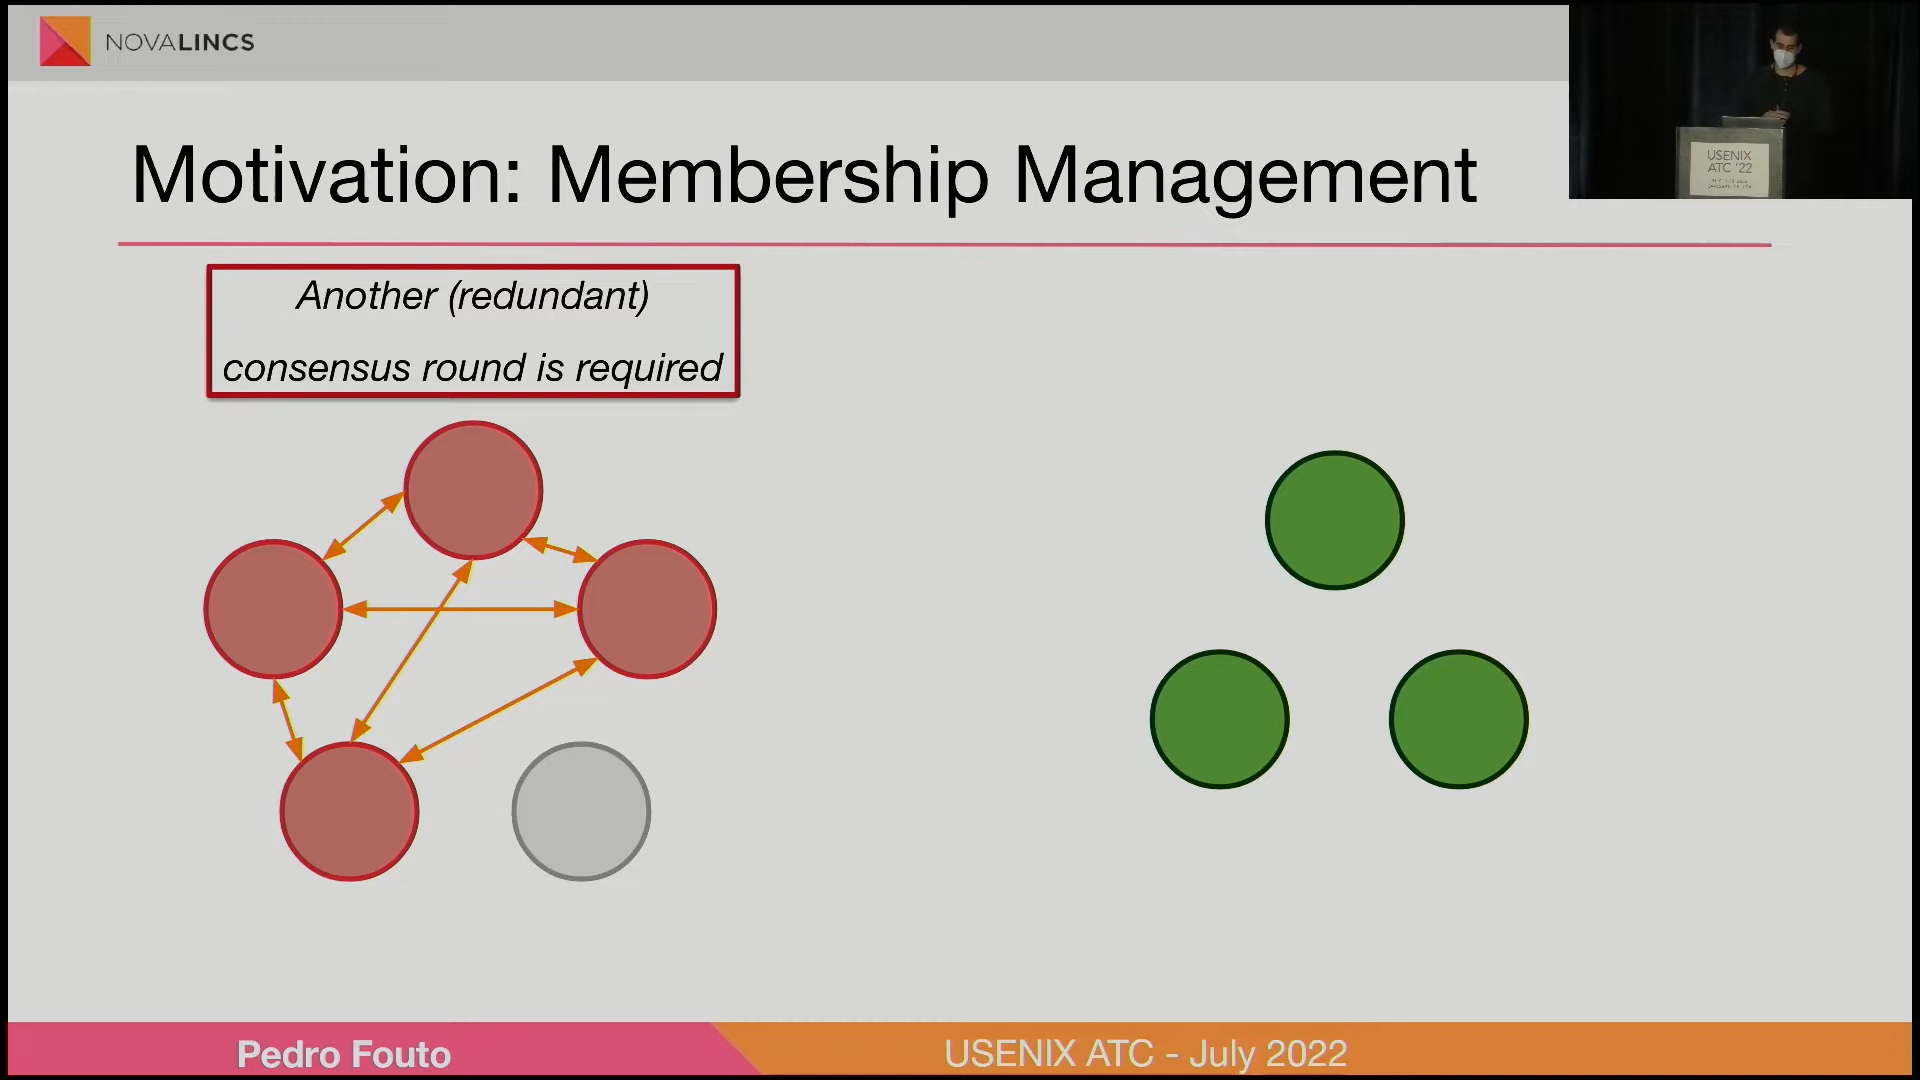 NOVALINCS
Motivation: Membership Management
Another (redundant)
consensus round is required
USENIX
ATC '22
Pedro Fouto
USENIX ATC - July 2022